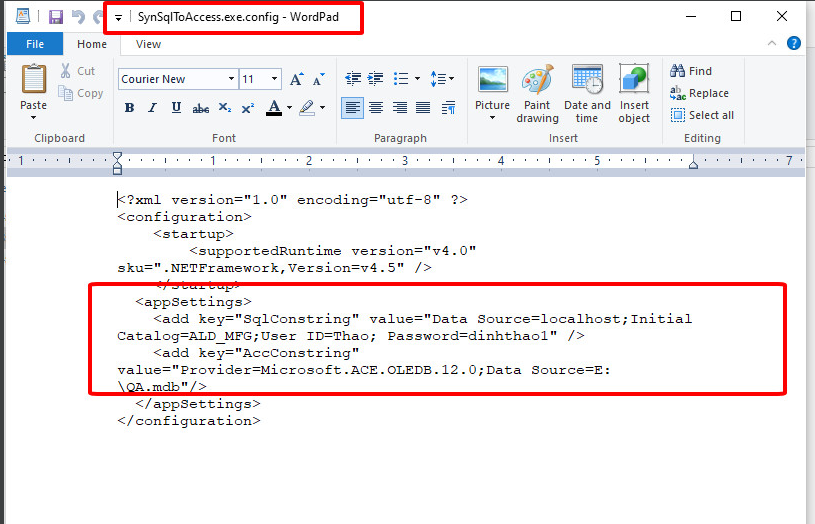 SynSqlToAccess.exe.config - WordPad
File Home View
Cut
Copy
Paste
Clipboard
Courier New 11
Font
Paragraph
Picture
Paint drawing
Date and time
Insert object
Insert
Find
Replace
Select all
Editing
1 1 2 3 4 5 7
<?xml version="1.0" encoding="utf-8" ?>
<configuration>
<startup>
<supportedRuntime version="v4.0"
sku=".NETFramework,Version=v4.5" />
</startup>
<appSettings>
<add key="SqlConstring" value="Data Source=localhost;Initial
Catalog=ALD_MFG;User ID=Thao; Password=dinhthao1" />
<add key="AccConstring"
value="Provider=Microsoft.ACE.OLEDB.12.0;Data Source=E:
\QA.mdb"/>
</appSettings>
</configuration>